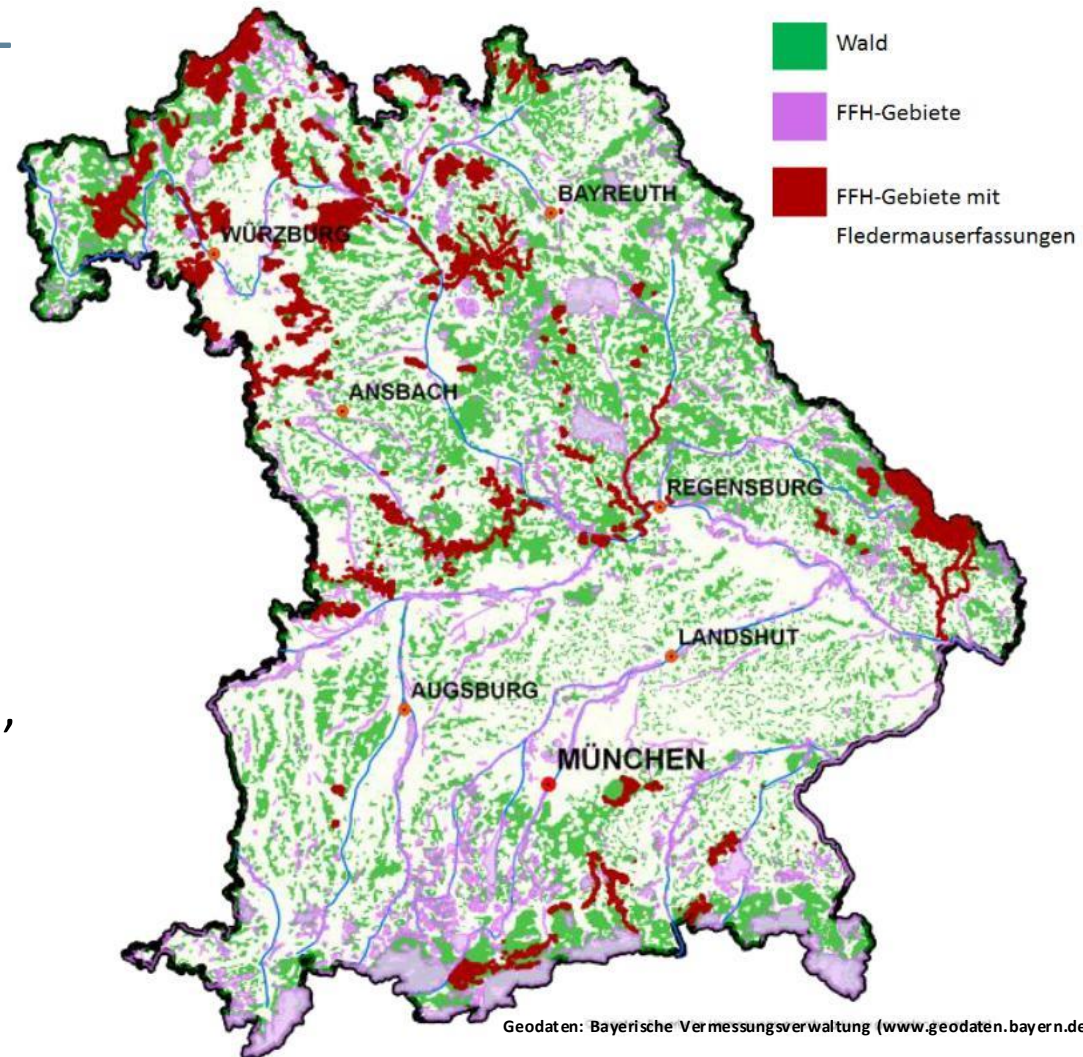 Wald
FFH-Gebiete
FFH-Gebiete mit
Fledermauserfassungen
BAYREUTH
WÜRZBURG
ANSBACH
REGENSBURG
LANDSHUT
AUGSBURG
,
MÜNCHEN
Geodaten: Bayerische Vermessungsverwaltung (www.geodaten.bayern.de